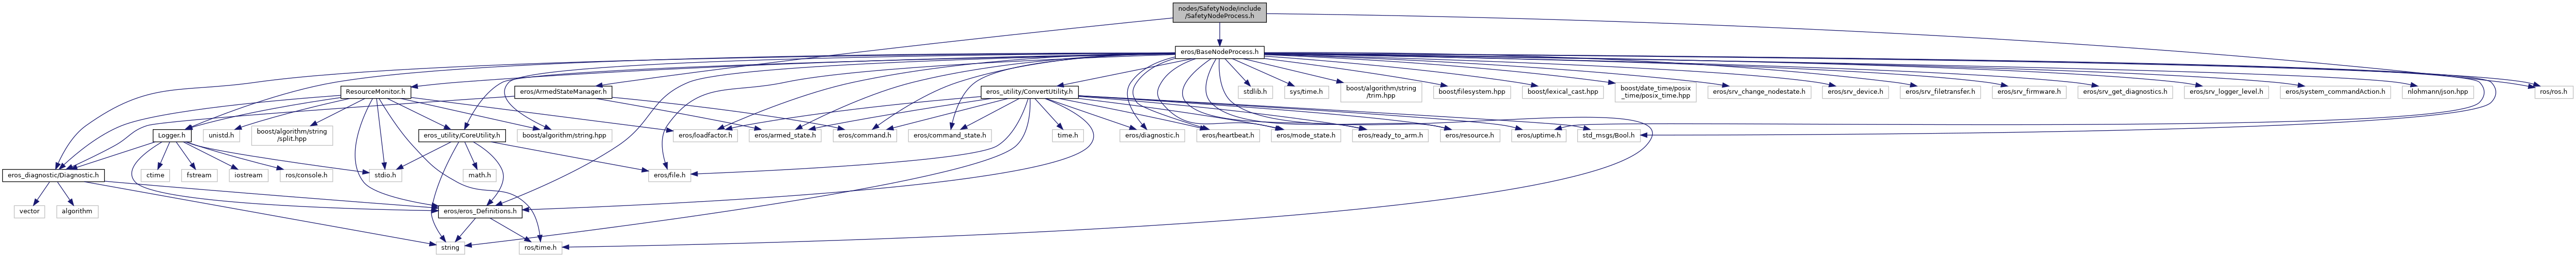 nodes/SafetyNode/include
/SafetyNodeProcess.h
eros/BaseNodeProcess.h
ResourceMonitor.h
eros/ArmedStateManager.h
eros_utility/ConvertUtility.h
stdlib.h
sys/time.h
boost/algorithm/string
/trim.hpp
boost/filesystem.hpp
boost/lexical_cast.hpp
boost/date_time/posix
_time/posix_time.hpp
eros/srv_change_nodestate.h
eros/srv_device.h
eros/srv_filetransfer.h
eros/srv_firmware.h
eros/srv_get_diagnostics.h
eros/srv_logger_level.h
eros/system_commandAction.h
nlohmann/json.hpp
ros/ros.h
Logger.h
unistd.h
boost/algorithm/string
/split.hpp
eros_utility/CoreUtility.h
boost/algorithm/string.hpp
eros/loadfactor.h
eros/armed_state.h
eros/command.h
eros/command_state.h
time.h
eros/diagnostic.h
eros/heartbeat.h
eros/mode_state.h
eros/ready_to_arm.h
eros/resource.h
eros/uptime.h
std_msgs/Bool.h
eros_diagnostic/Diagnostic.h
ctime
fstream
iostream
ros/console.h
stdio.h
math.h
eros/file.h
vector
algorithm
eros/eros_Definitions.h
string
ros/time.h